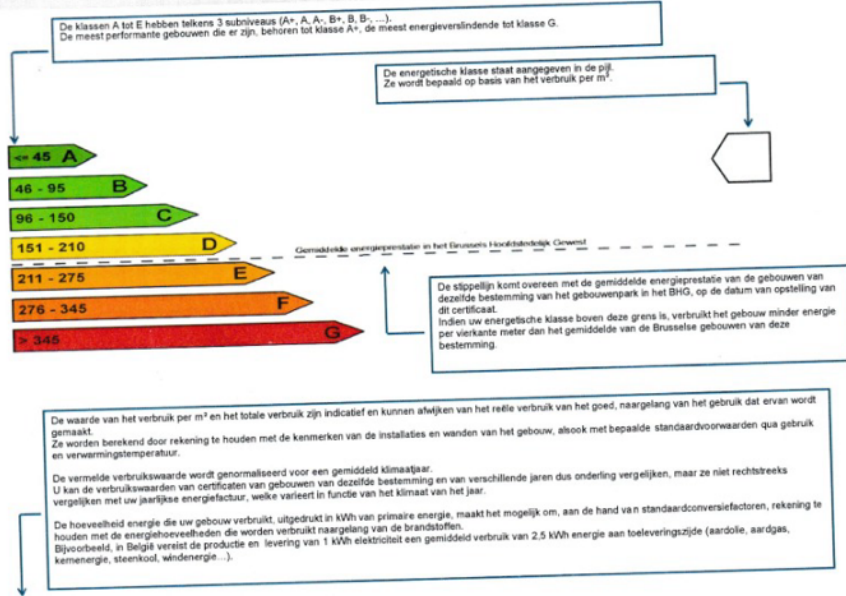 De klassen A tot E hebben telkens 3 subniveaus (A+, A, A-, B+, B, B-, ...).
De meest performante gebouwen die er zijn, behoren tot klasse A+, de meest energieverslindende tot klasse G.
De energetische klasse staat aangegeven in de pijl.
Ze wordt bepaald op basis van het verbruik per m².
<= 45 A
46 - 95 B
96 - 150 C
151 - 210 D
Gemiddelde energieprestatie in het Brussels Hoofdstedelijk Gewest
211 - 275 E
276 - 345 F
> 345 G
De stippellijn komt overeen met de gemiddelde energieprestatie van de gebouwen van
dezelfde bestemming van het gebouwenpark in het BHG, op de datum van opstelling van
dit certificaat.
Indien uw energetische klasse boven deze grens is, verbruikt het gebouw minder energie
per vierkante meter dan het gemiddelde van de Brusselse gebouwen van deze
bestemming.
De waarde van het verbruik per m² en het totale verbruik zijn indicatief en kunnen afwijken van het reële verbruik van het goed, naargelang van het gebruik dat ervan wordt
gemaakt.
Ze worden berekend door rekening te houden met de kenmerken van de installaties en wanden van het gebouw, alsook met bepaalde standaardvoorwaarden qua gebruik
en verwarmingstemperatuur.
De vermelde verbruikswaarde wordt genormaliseerd voor een gemiddeld klimaatjaar.
U kan de verbruikswaarden van certificaten van gebouwen van dezelfde bestemming en van verschillende jaren dus onderling vergelijken, maar ze niet rechtstreeks
vergelijken met uw jaarlijkse energiefactuur, welke varieert in functie van het klimaat van het jaar.
De hoeveelheid energie die uw gebouw verbruikt, uitgedrukt in kWh van primaire energie, maakt het mogelijk om, aan de hand van standaardconversiefactoren, rekening te
houden met de energiehoeveelheden die worden verbruikt naargelang van de brandstoffen.
Bijvoorbeeld, in België vereist de productie en levering van 1 kWh elektriciteit een gemiddeld verbruik van 2,5 kWh energie aan toeleveringszijde (aardolie, aardgas,
kernenergie, steenkool, windenergie...).